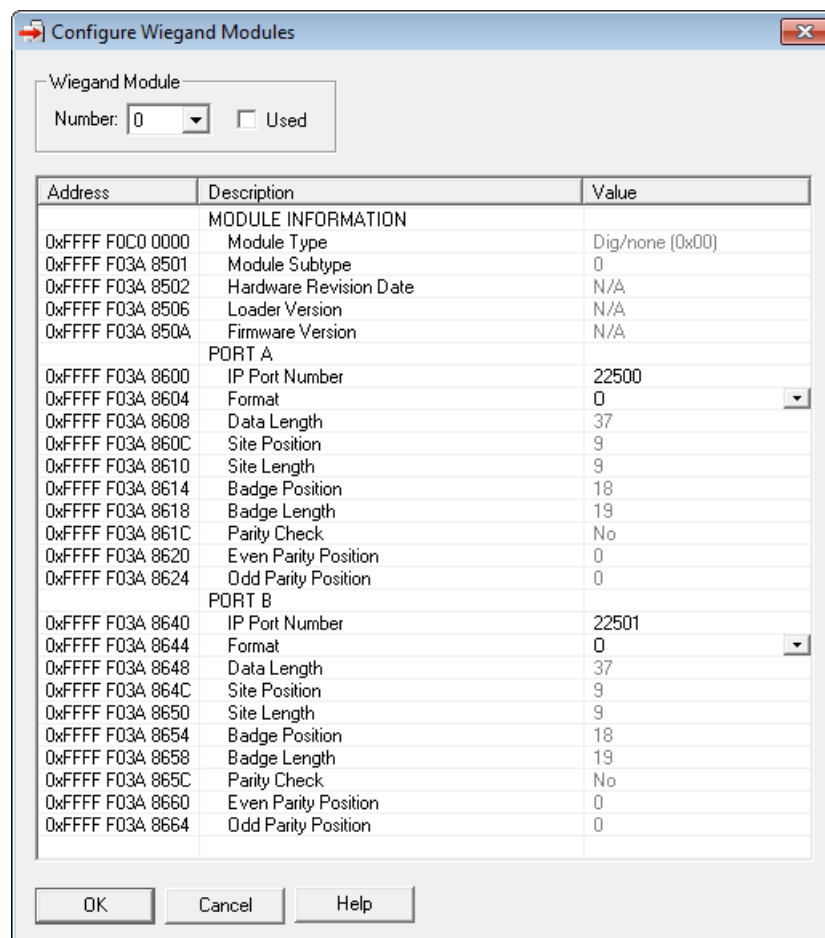 Configure Wiegand Modules
Wiegand Module
Number: 0 Used
Address Description Value
MODULE INFORMATION
0xFFFF F0C0 0000 Module Type Dig/none (0x00)
0xFFFF F03A 8501 Module Subtype 0
0xFFFF F03A 8502 Hardware Revision Date N/A
0xFFFF F03A 8506 Loader Version N/A
0xFFFF F03A 850A Firmware Version N/A
PORT A
0xFFFF F03A 8600 IP Port Number 22500
0xFFFF F03A 8604 Format O
0xFFFF F03A 8608 Data Length 37
0xFFFF F03A 860C Site Position 9
0xFFFF F03A 8610 Site Length 9
0xFFFF F03A 8614 Badge Position 18
0xFFFF F03A 8618 Badge Length 19
0xFFFF F03A 861C Parity Check No
0xFFFF F03A 8620 Even Parity Position 0
0xFFFF F03A 8624 Odd Parity Position 0
PORT B
0xFFFF F03A 8640 IP Port Number 22501
0xFFFF F03A 8644 Format O
0xFFFF F03A 8648 Data Length 37
0xFFFF F03A 864C Site Position 9
0xFFFF F03A 8650 Site Length 9
0xFFFF F03A 8654 Badge Position 18
0xFFFF F03A 8658 Badge Length 19
0xFFFF F03A 865C Parity Check No
0xFFFF F03A 8660 Even Parity Position 0
0xFFFF F03A 8664 Odd Parity Position 0
OK Cancel Help